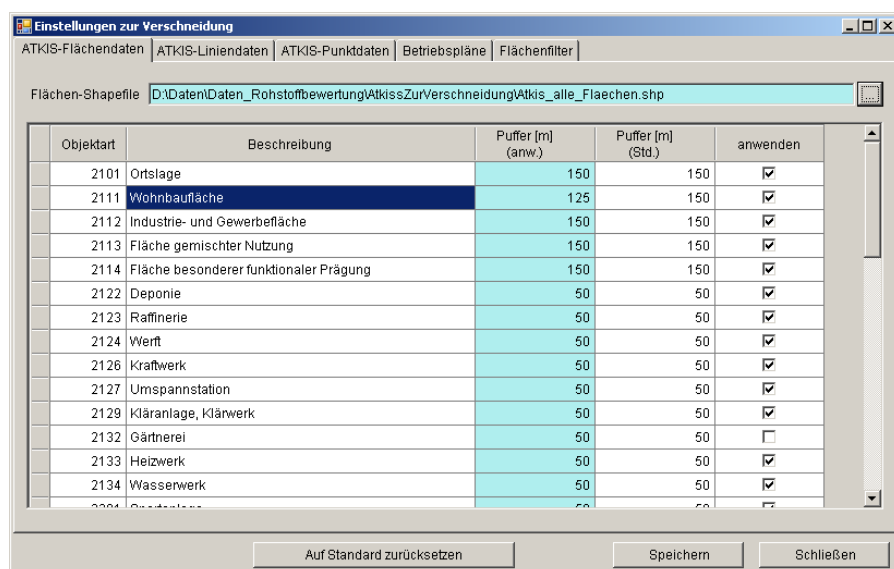 Einstellungen zur Verschneidung
ATKIS-Flächendaten ATKIS-Liniendaten ATKIS-Punktdaten Betriebspläne Flächenfilter
Flächen-Shapefile D:\Daten\Daten_Rohstoffbewertung\AtkissZurVerschneidung\Atkis_alle_Flaechen.shp ...
Objektart Beschreibung Puffer [m] (anw.) Puffer [m] (Std.) anwenden
2101 Ortslage 150 150
2111 Wohnbaufläche 125 150
2112 Industrie- und Gewerbefläche 150 150
2113 Fläche gemischter Nutzung 150 150
2114 Fläche besonderer funktionaler Prägung 150 150
2122 Deponie 50 50
2123 Raffinerie 50 50
2124 Werft 50 50
2126 Kraftwerk 50 50
2127 Umspannstation 50 50
2129 Kläranlage, Klärwerk 50 50
2132 Gärtnerei 50 50
2133 Heizwerk 50 50
2134 Wasserwerk 50 50
Auf Standard zurücksetzen Speichern Schließen